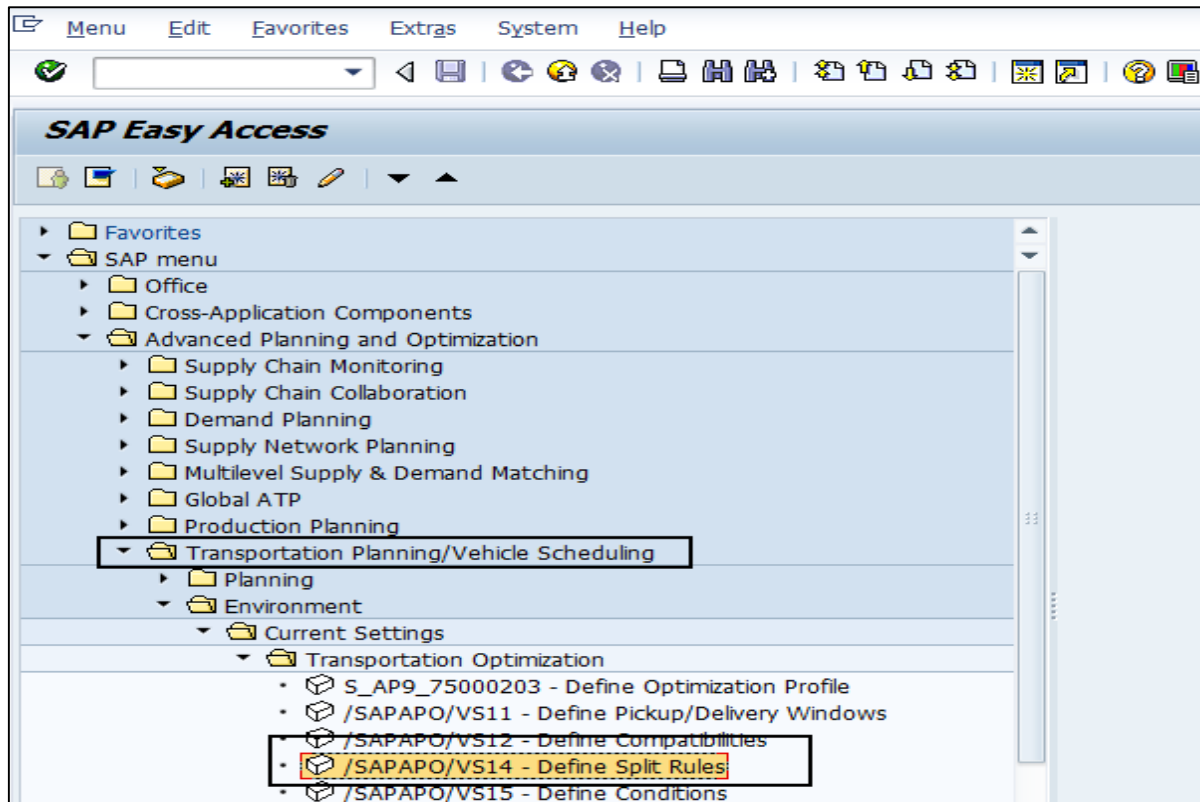 Menu Edit Favorites Extras System Help
SAP Easy Access
Favorites
SAP menu
Office
Cross-Application Components
Advanced Planning and Optimization
Supply Chain Monitoring
Supply Chain Collaboration
Demand Planning
Supply Network Planning
Multilevel Supply & Demand Matching
Global ATP
Production Planning
Transportation Planning/Vehicle Scheduling
Planning
Environment
Current Settings
Transportation Optimization
S_AP9_75000203 - Define Optimization Profile
/SAPAPO/VS11 - Define Pickup/Delivery Windows
/SAPAPO/VS12 - Define Compatibilities
/SAPAPO/VS14 - Define Split Rules
/SAPAPO/VS15 - Define Conditions